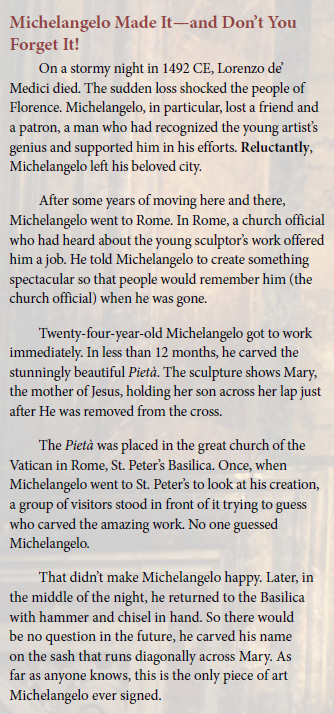 Michelangelo Made It—and Don’t You
Forget It!
On a stormy night in 1492 CE, Lorenzo de’
Medici died. The sudden loss shocked the people of
Florence. Michelangelo, in particular, lost a friend and
a patron, a man who had recognized the young artist’s
genius and supported him in his efforts. Reluctantly,
Michelangelo left his beloved city.
After some years of moving here and there,
Michelangelo went to Rome. In Rome, a church official
who had heard about the young sculptor’s work offered
him a job. He told Michelangelo to create something
spectacular so that people would remember him (the
church official) when he was gone.
Twenty-four-year-old Michelangelo got to work
immediately. In less than 12 months, he carved the
stunningly beautiful Pietà. The sculpture shows Mary,
the mother of Jesus, holding her son across her lap just
after He was removed from the cross.
The Pietà was placed in the great church of the
Vatican in Rome, St. Peter’s Basilica. Once, when
Michelangelo went to St. Peter’s to look at his creation,
a group of visitors stood in front of it trying to guess
who carved the amazing work. No one guessed
Michelangelo.
That didn’t make Michelangelo happy. Later, in
the middle of the night, he returned to the Basilica
with hammer and chisel in hand. So there would
be no question in the future, he carved his name
on the sash that runs diagonally across Mary. As
far as anyone knows, this is the only piece of art
Michelangelo ever signed.